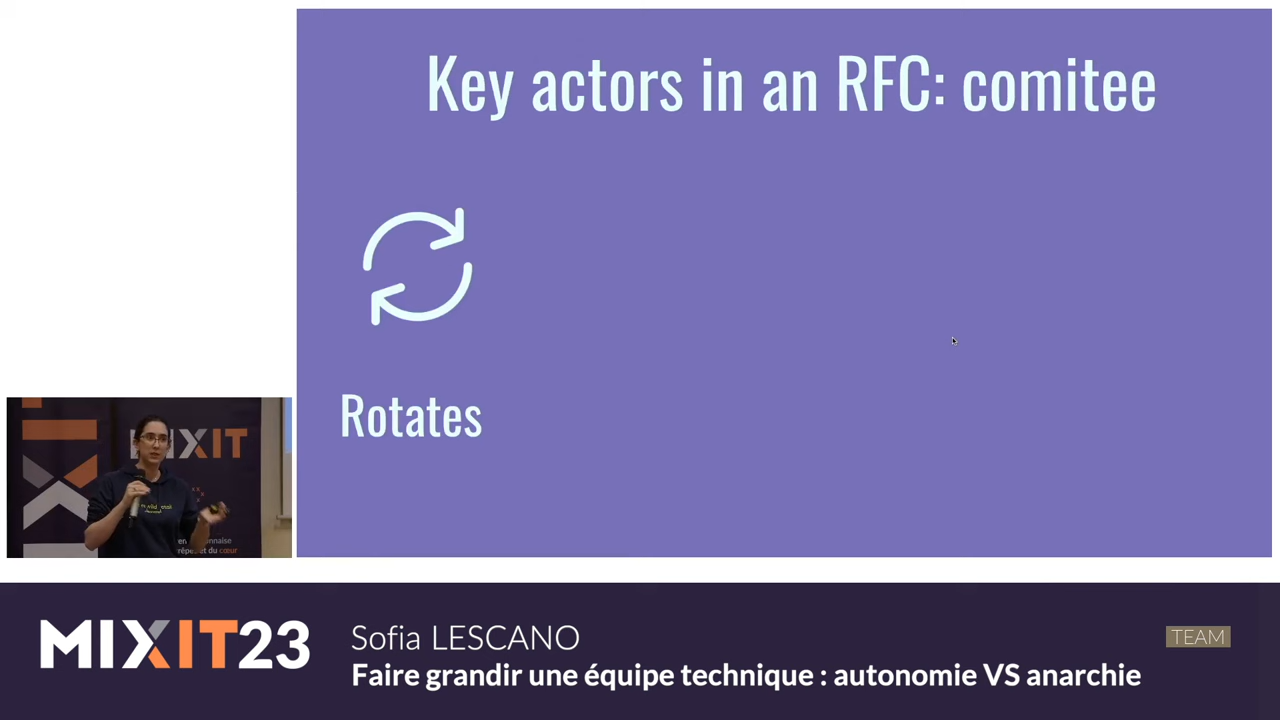 Key actors in an RFC: comitee
Rotates
MIXIT
MIXIT23
Sofia LESCANO
TEAM
Faire grandir une équipe technique : autonomie VS anarchie